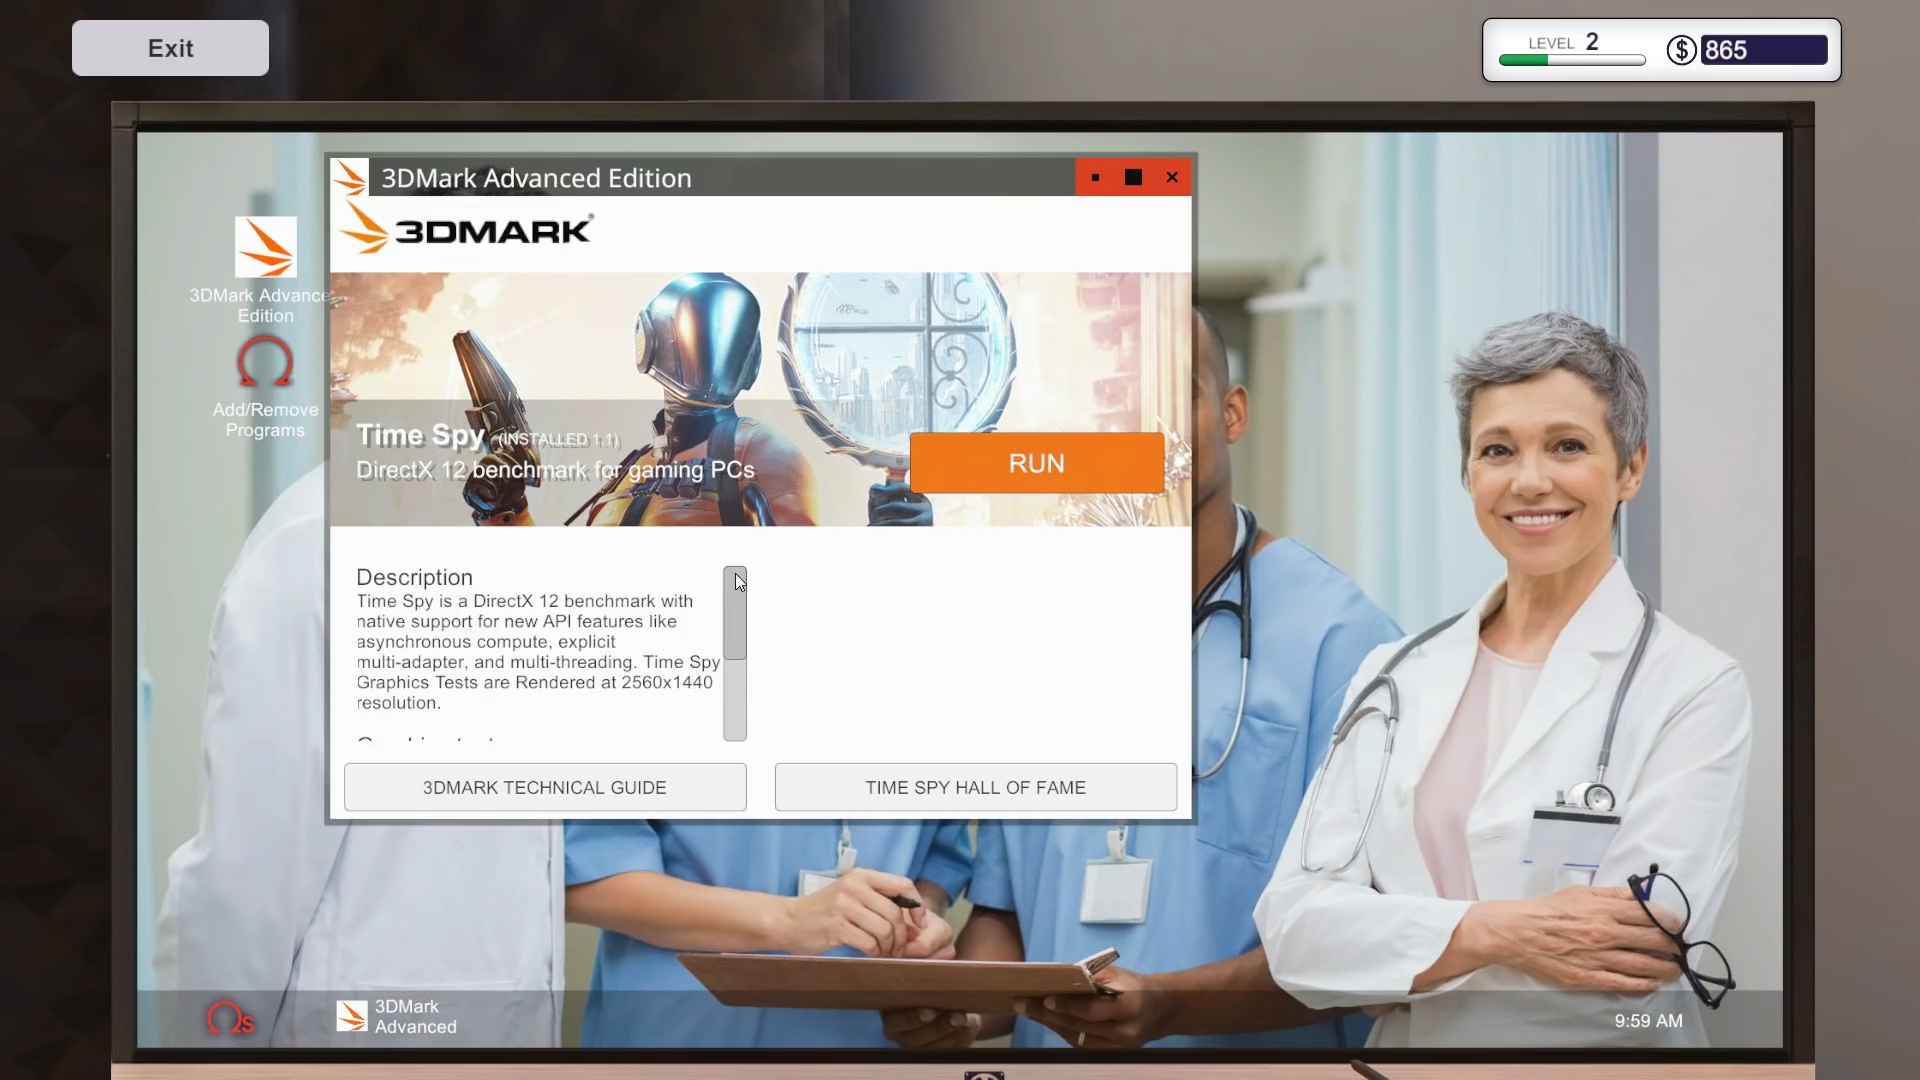 Exit
LEVEL 2
$ 865
3DMark Advanced Edition
3DMARK
3DMark Advance
Edition
Add/Remove
Programs
Time Spy (INSTALLED 1.1)
DirectX 12 benchmark for gaming PCs
RUN
Description
Time Spy is a DirectX 12 benchmark with
native support for new API features like
asynchronous compute, explicit
multi-adapter, and multi-threading. Time Spy
Graphics Tests are Rendered at 2560x1440
resolution.
3DMARK TECHNICAL GUIDE
TIME SPY HALL OF FAME
Ωs
3DMark
Advanced
9:59 AM